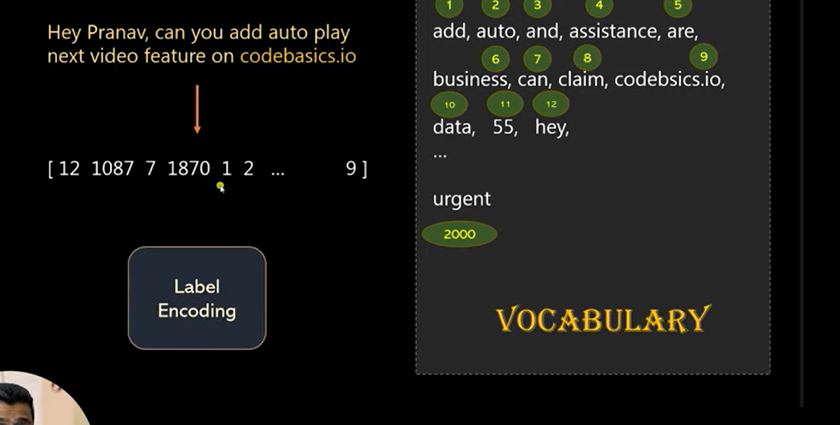 Hey Pranav, can you add auto play
next video feature on codebasics.io
[ 12 1087 7 1870 1 2 ... 9 ]
Label
Encoding
1 2 3 4 5
add, auto, and, assistance, are,
6 7 8 9
business, can, claim, codebsics.io,
10 11 12
data, 55, hey,
...
urgent
2000
VOCABULARY